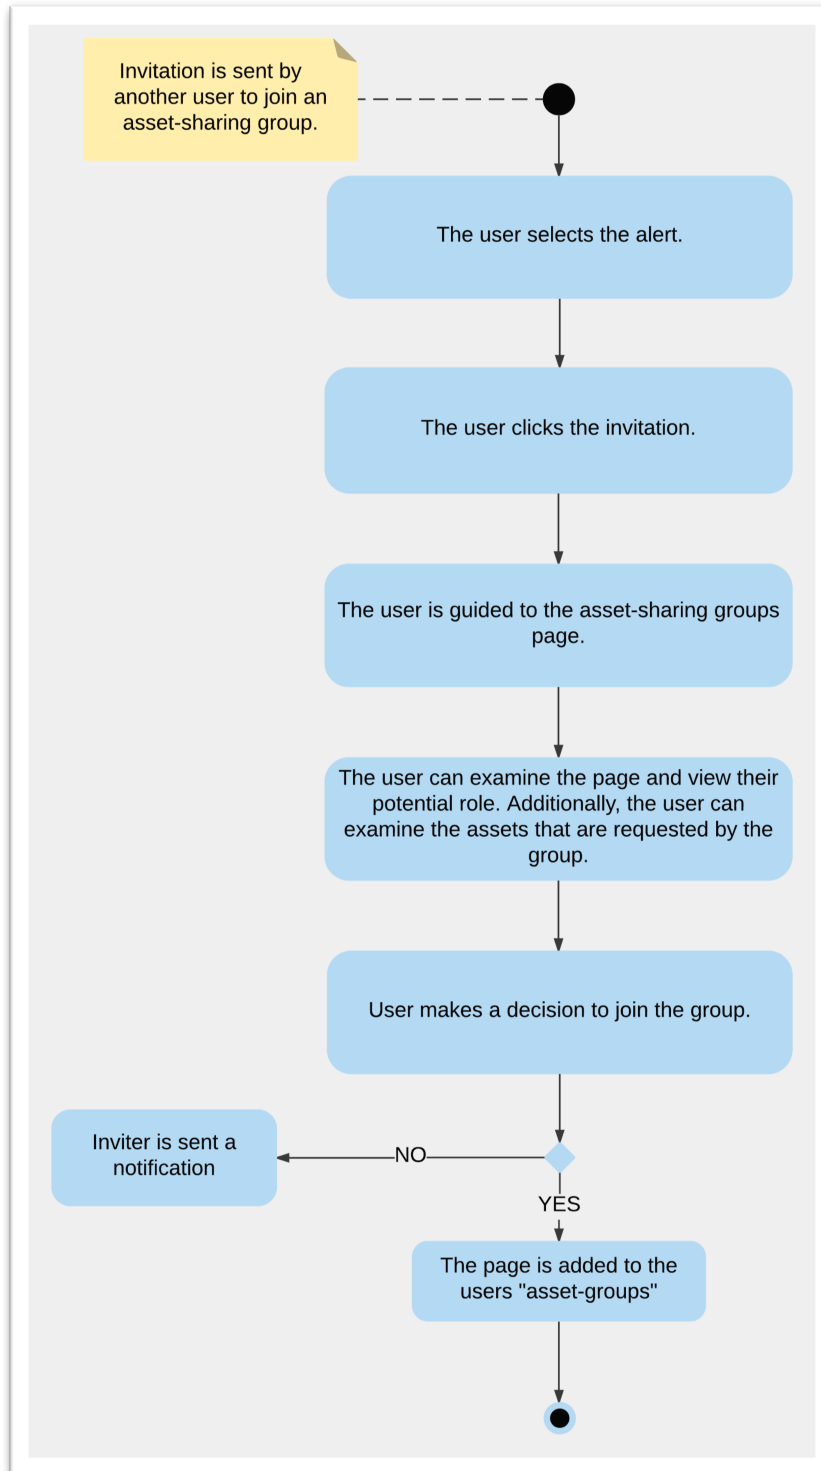 Invitation is sent by
another user to join an
asset-sharing group.
The user selects the alert.
The user clicks the invitation.
The user is guided to the asset-sharing groups
page.
The user can examine the page and view their
potential role. Additionally, the user can
examine the assets that are requested by the
group.
User makes a decision to join the group.
Inviter is sent a
notification
NO
YES
The page is added to the
users "asset-groups"